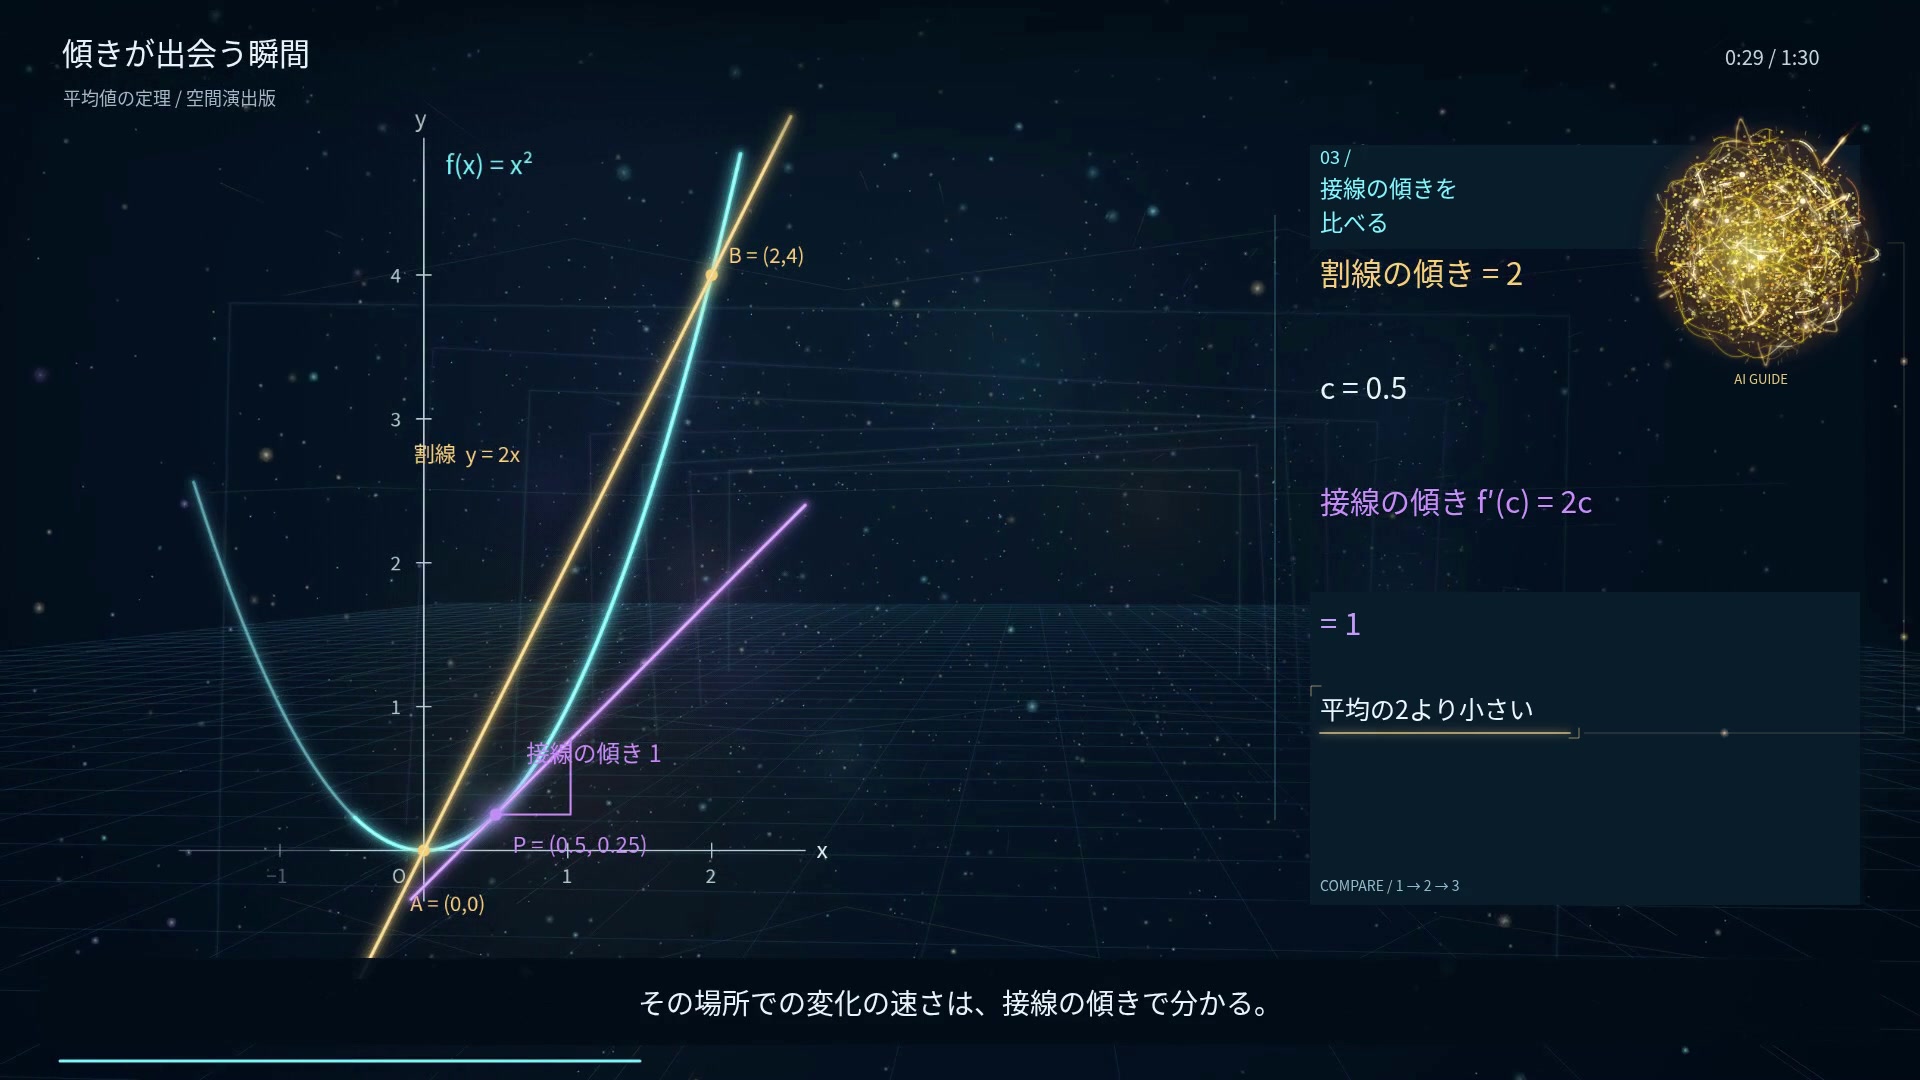 傾きが出会う瞬間
平均値の定理 / 空間演出版
0:29 / 1:30
y
f(x) = x²
B = (2,4)
4
3
割線 y = 2x
2
1
接線の傾き 1
P = (0.5, 0.25)
x
−1
O
1
2
A = (0,0)
03 /
接線の傾きを
比べる
割線の傾き = 2
AI GUIDE
c = 0.5
接線の傾き f′(c) = 2c
= 1
平均の2より小さい
COMPARE / 1 → 2 → 3
その場所での変化の速さは、接線の傾きで分かる。